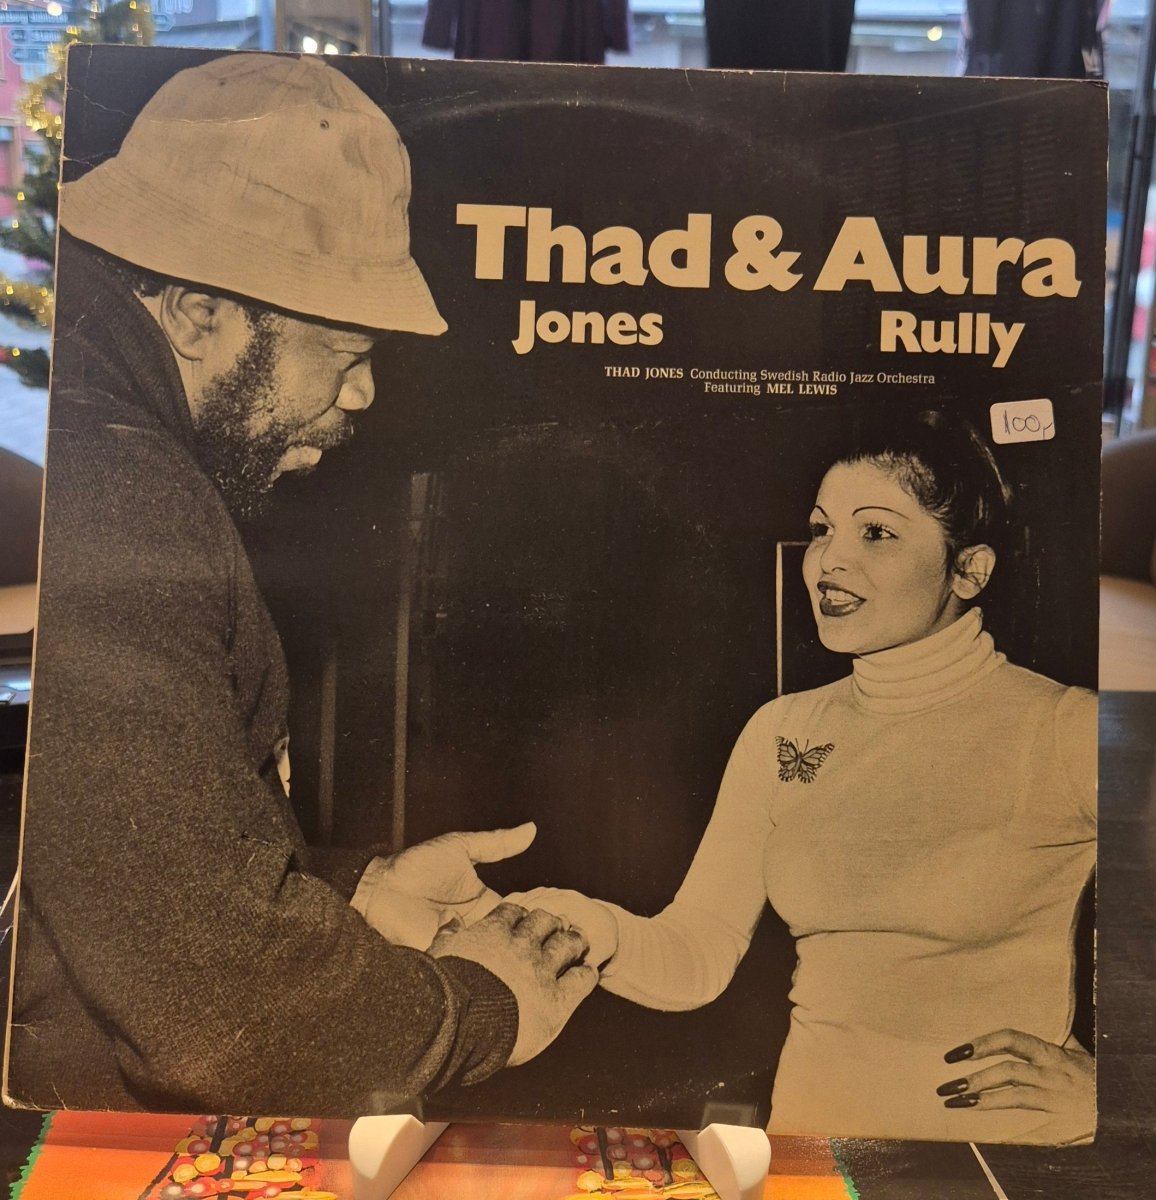 Thad & Aura
Jones Rully
THAD JONES Conducting Swedish Radio Jazz Orchestra
Featuring MEL LEWIS
100,-